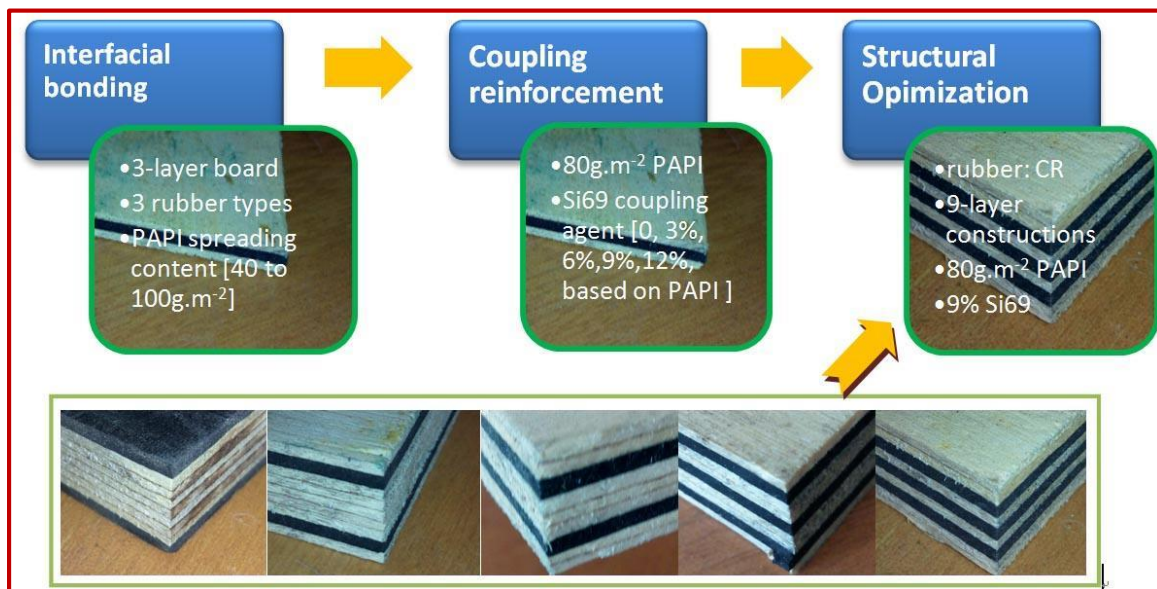 Interfacial
bonding
•3-layer board
•3 rubber types
•PAPI spreading
content [40 to
100g.m⁻²]
Coupling
reinforcement
•80g.m⁻² PAPI
•Si69 coupling
agent [0, 3%,
6%,9%,12%,
based on PAPI ]
Structural
Opimization
•rubber: CR
•9-layer
constructions
•80g.m⁻² PAPI
•9% Si69